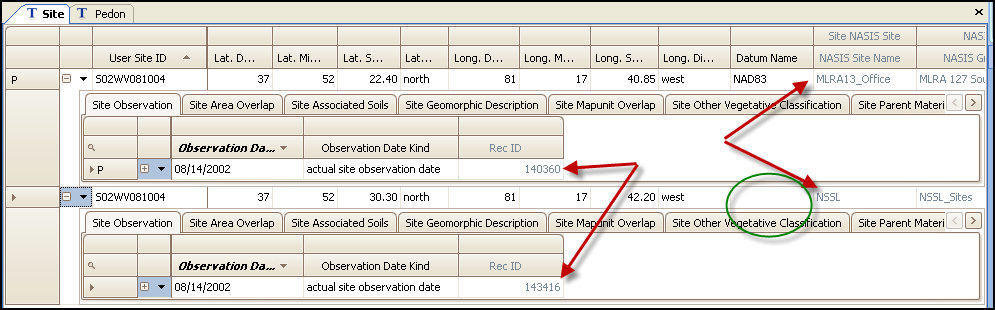 T Site T Pedon ×
Site NASIS Site NASI
User Site ID Lat. D... Lat. Mi... Lat. S... Lat... Long. D... Long. M... Long. S... Long. Di... Datum Name NASIS Site Name NASIS Gr
P S02WV081004 37 52 22.40 north 81 17 40.85 west NAD83 MLRA13_Office MLRA 127 Sou
Site Observation Site Area Overlap Site Associated Soils Site Geomorphic Description Site Mapunit Overlap Site Other Vegetative Classification Site Parent Materi
Observation Da... Observation Date Kind Rec ID
P 08/14/2002 actual site observation date 140360
S02WV081004 37 52 30.30 north 81 17 42.20 west NSSL NSSL_Sites
Site Observation Site Area Overlap Site Associated Soils Site Geomorphic Description Site Mapunit Overlap Site Other Vegetative Classification Site Parent Materi
Observation Da... Observation Date Kind Rec ID
08/14/2002 actual site observation date 143416